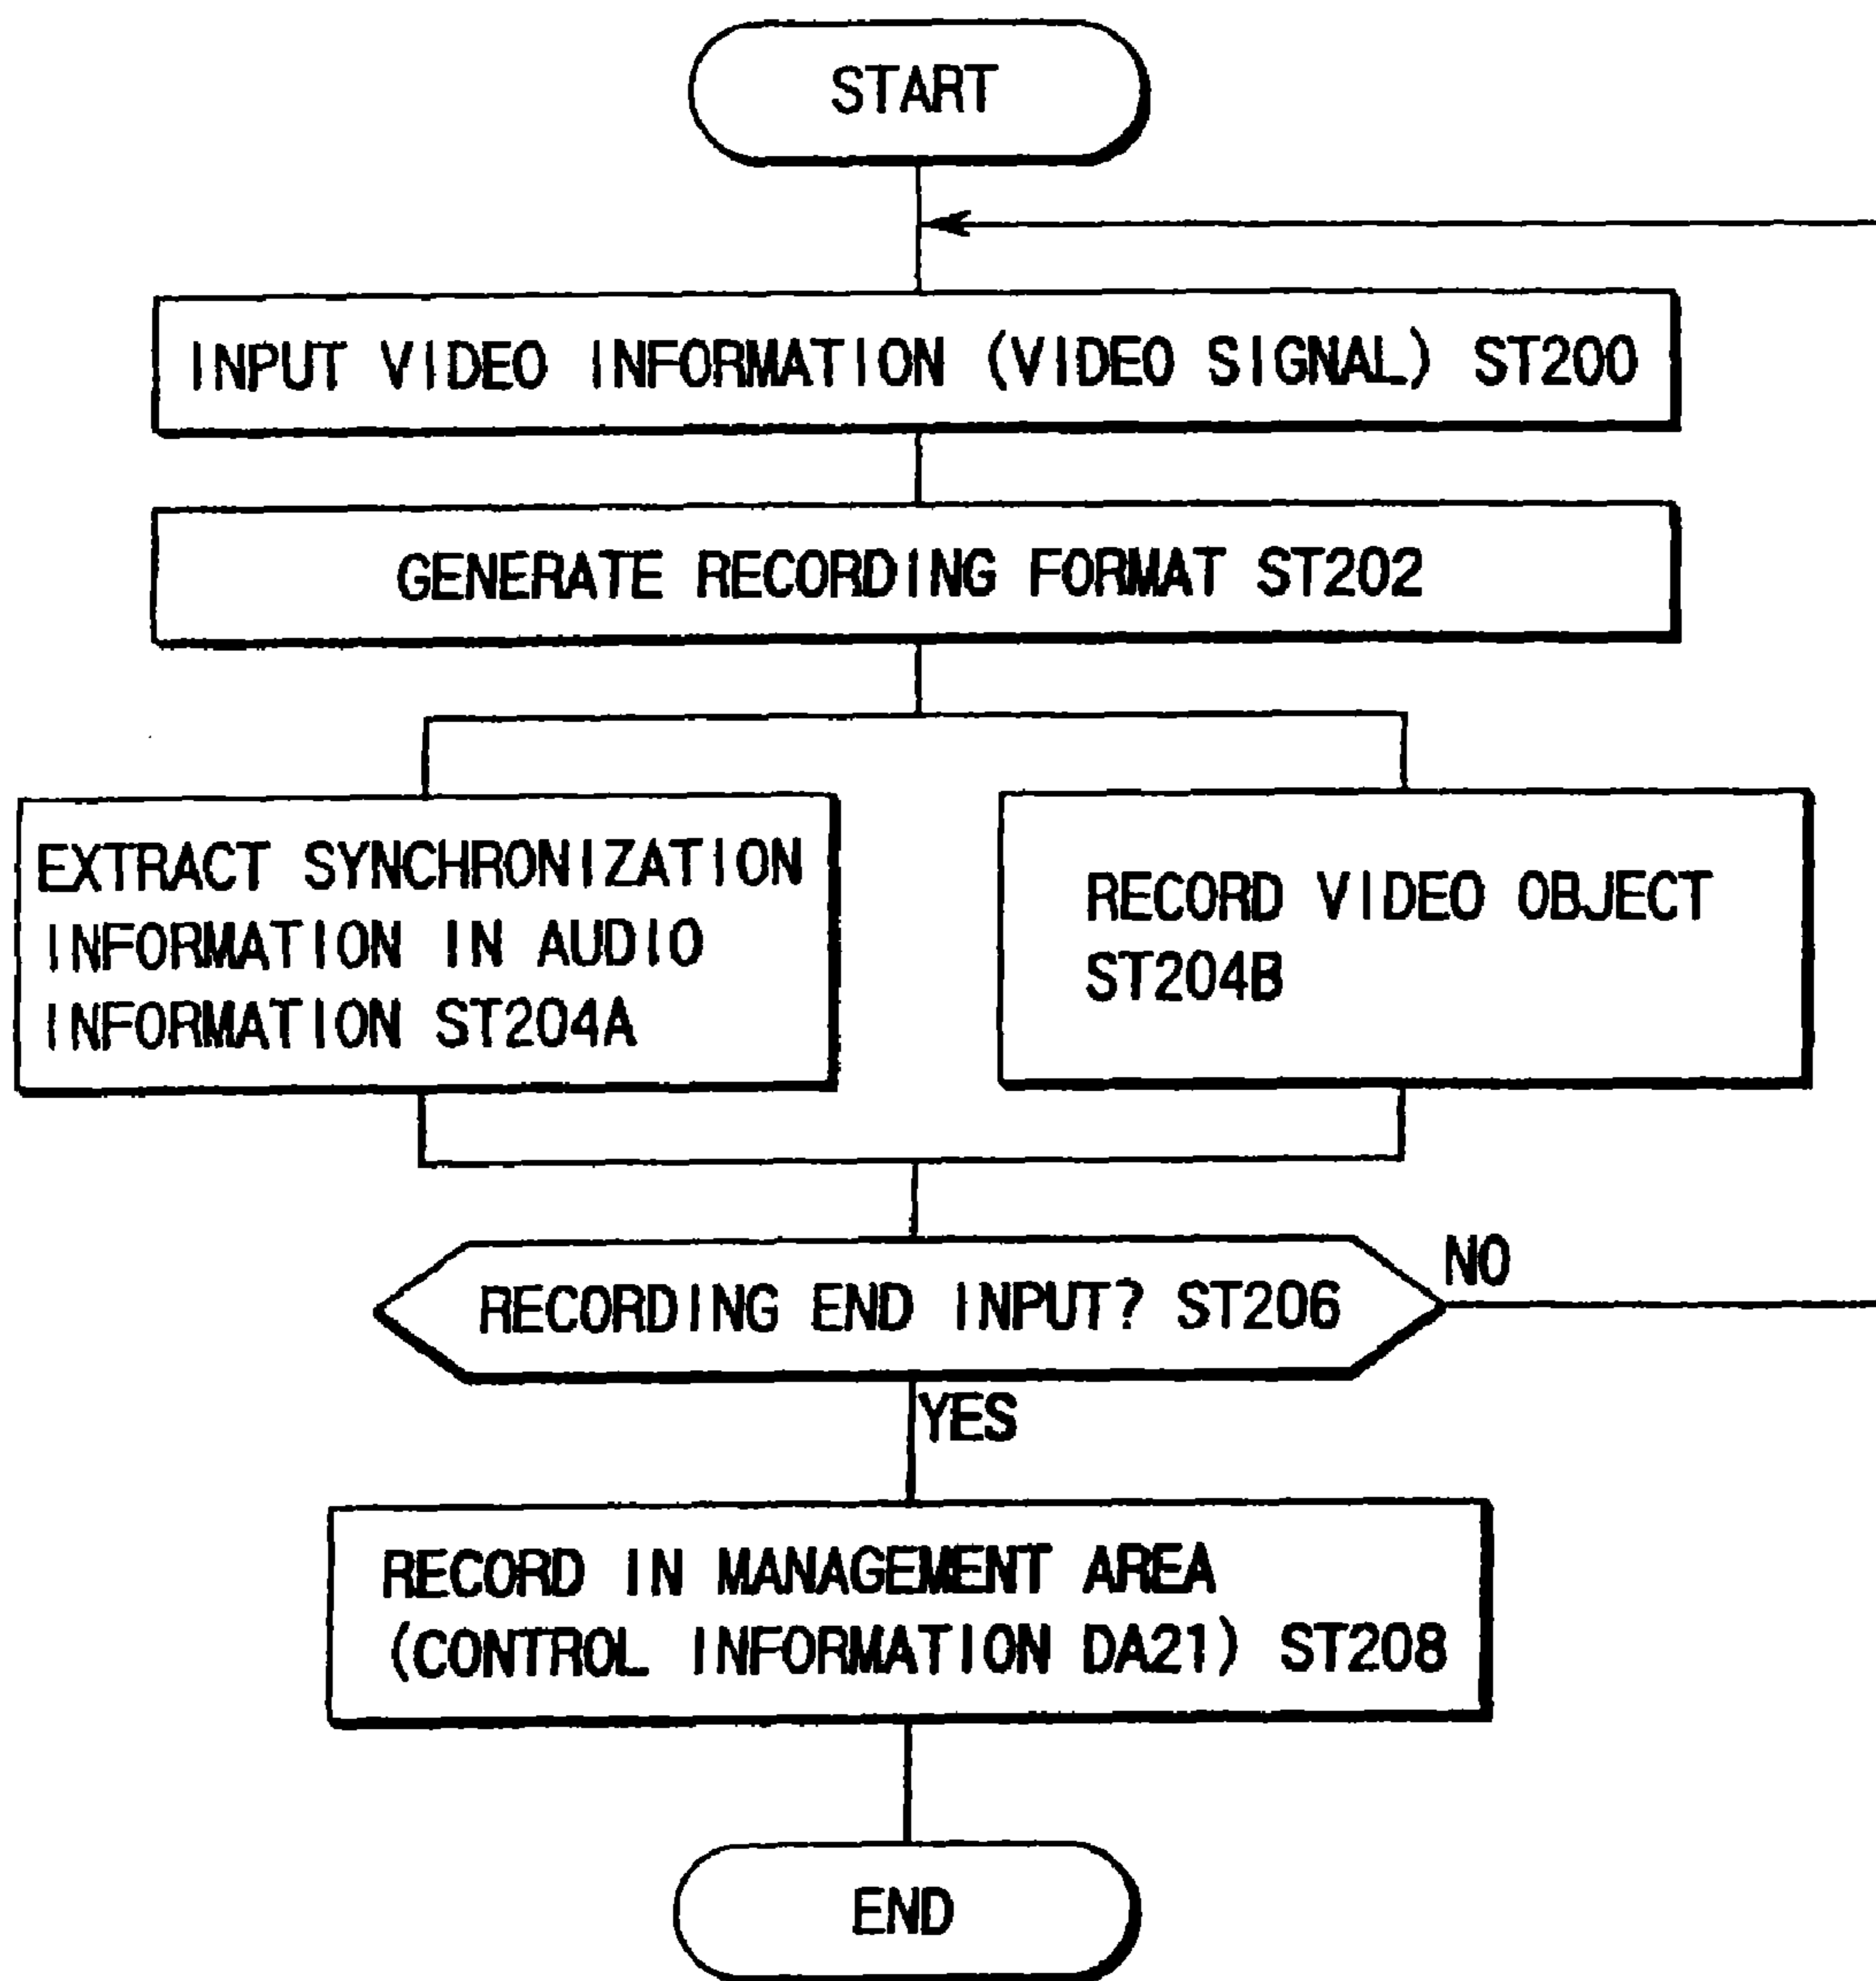 START
INPUT VIDEO INFORMATION (VIDEO SIGNAL) ST200
GENERATE RECORDING FORMAT ST202
EXTRACT SYNCHRONIZATION
INFORMATION IN AUDIO
INFORMATION ST204A
RECORD VIDEO OBJECT
ST204B
RECORDING END INPUT? ST206
NO
YES
RECORD IN MANAGEMENT AREA
(CONTROL INFORMATION DA21) ST208
END